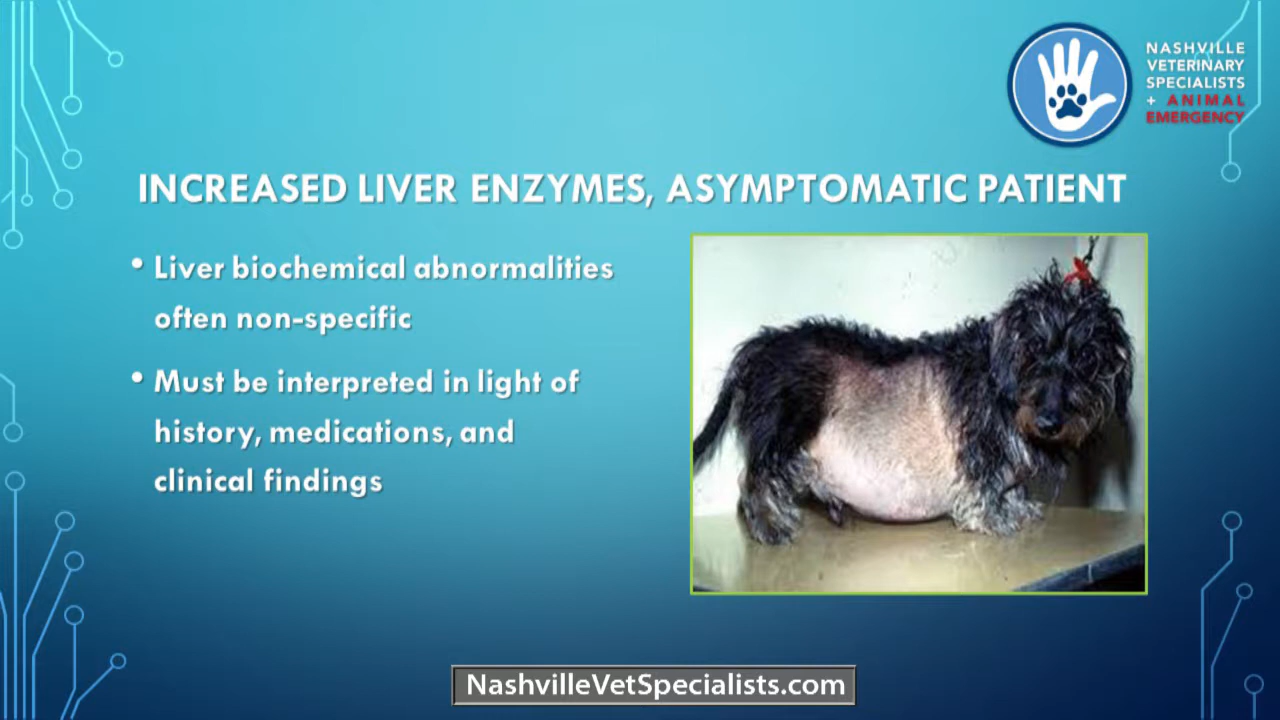 NASHVILLE
VETERINARY
SPECIALISTS
+ ANIMAL
EMERGENCY
INCREASED LIVER ENZYMES, ASYMPTOMATIC PATIENT
• Liver biochemical abnormalities
often non-specific
• Must be interpreted in light of
history, medications, and
clinical findings
NashvilleVetSpecialists.com